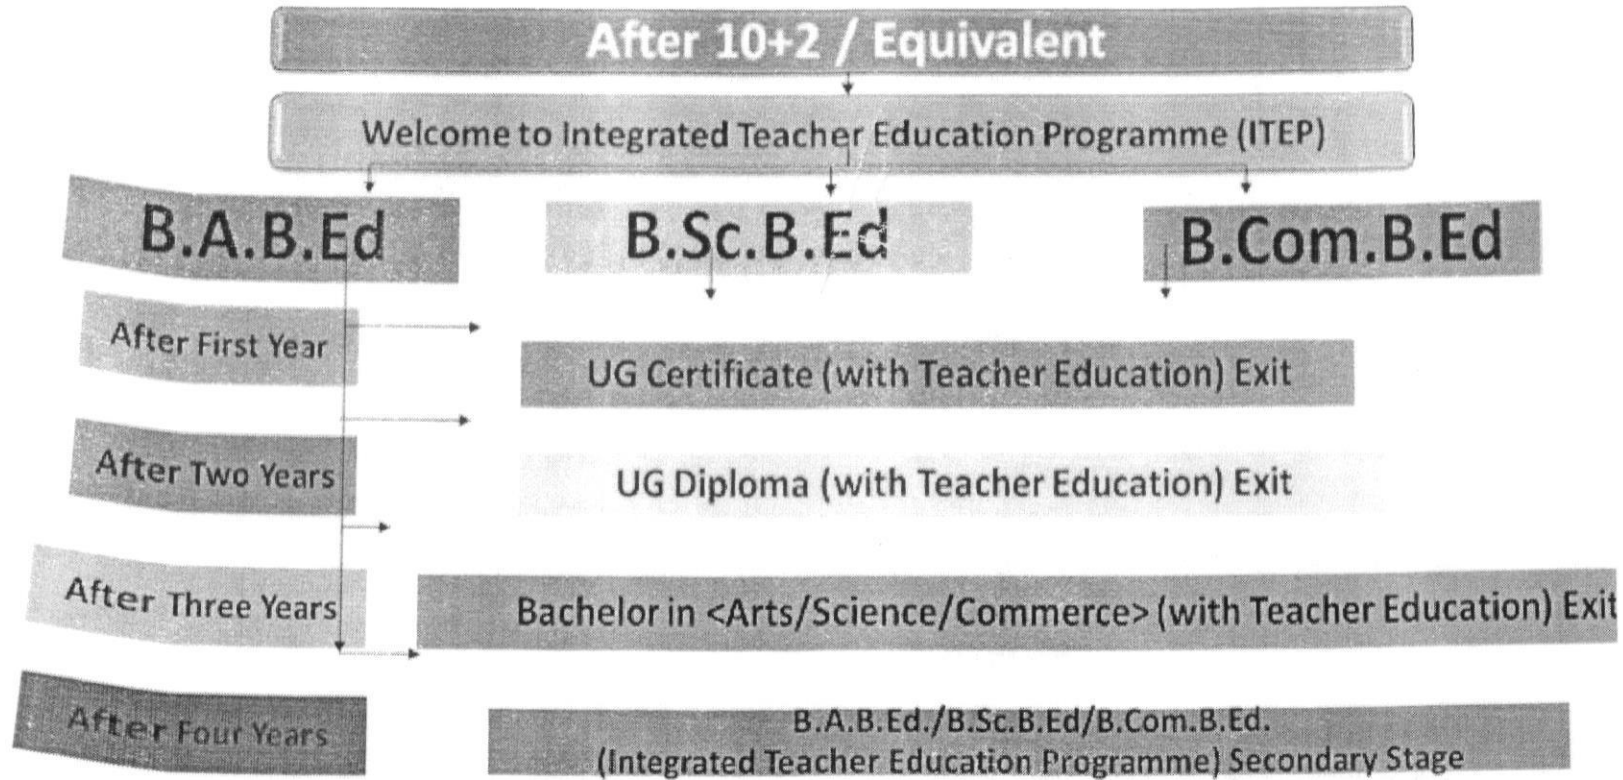 After 10+2 / Equivalent
Welcome to Integrated Teacher Education Programme (ITEP)
B.A.B.Ed
B.Sc.B.Ed
B.Com.B.Ed
After First Year
UG Certificate (with Teacher Education) Exit
After Two Years
UG Diploma (with Teacher Education) Exit
After Three Years
Bachelor in <Arts/Science/Commerce> (with Teacher Education) Exit
After Four Years
B.A.B.Ed./B.Sc.B.Ed/B.Com.B.Ed.
(Integrated Teacher Education Programme) Secondary Stage